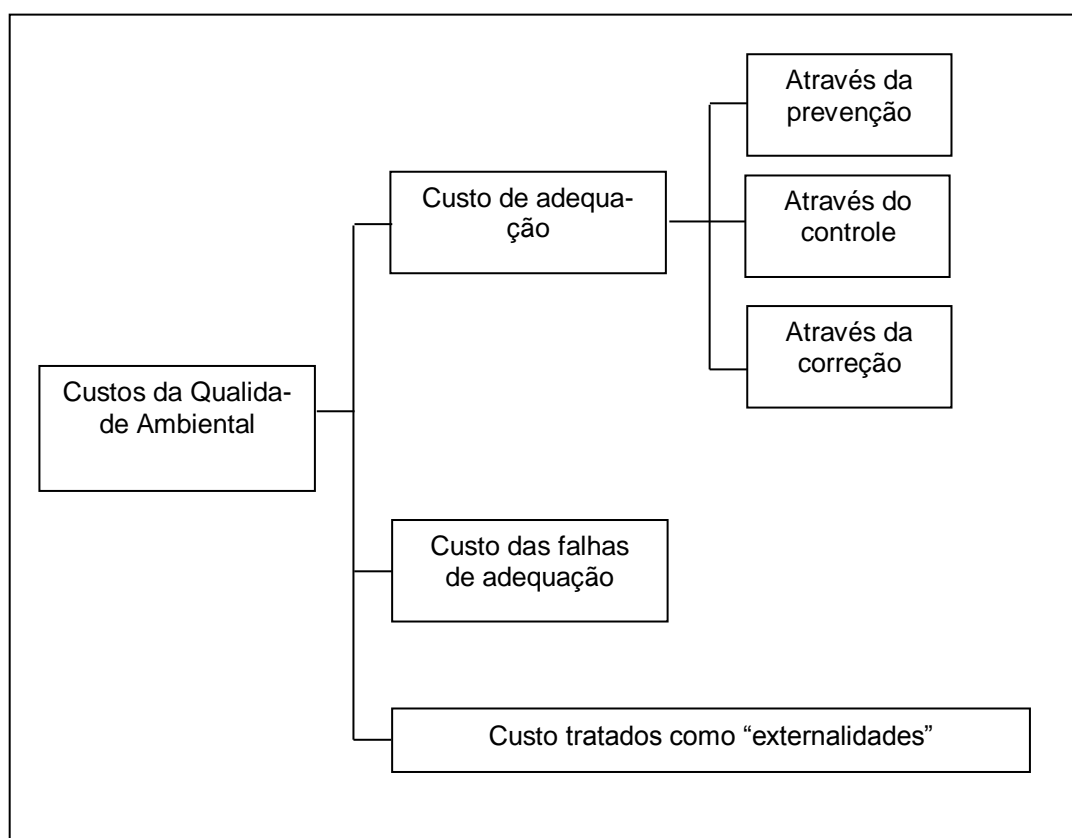 Através da
prevenção
Custo de adequa-
ção
Através do
controle
Através da
correção
Custos da Qualida-
de Ambiental
Custo das falhas
de adequação
Custo tratados como “externalidades”